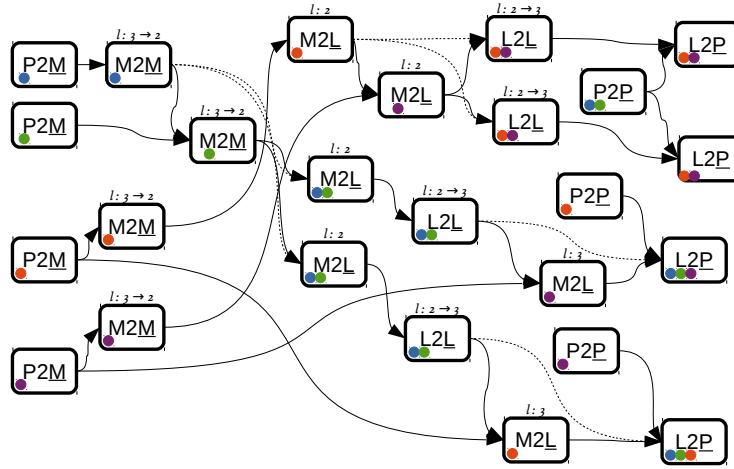 l: 3 → 2
P2M
M2M
P2M
l: 3 → 2
M2M
l: 3 → 2
M2M
P2M
l: 3 → 2
M2M
P2M
l: 2
M2L
l: 2
M2L
l: 2 → 3
L2L
l: 2 → 3
L2L
P2P
L2P
L2P
l: 2
M2L
l: 2 → 3
L2L
P2P
l: 3
M2L
L2P
l: 2
M2L
l: 2 → 3
L2L
P2P
l: 3
M2L
L2P